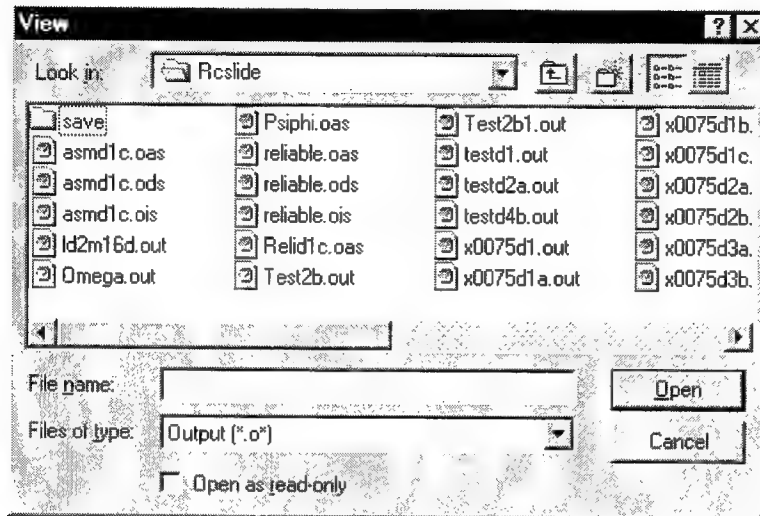 View
Look in: Rcslide
save Psiphi.oas Test2b1.out x0075d1b.
asmd1c.oas reliable.oas testd1.out x0075d1c.
asmd1c.ods reliable.ods testd2a.out x0075d2a.
asmd1c.ois reliable.ois testd4b.out x0075d2b.
ld2m16d.out Relid1c.oas x0075d1.out x0075d3a.
Omega.out Test2b.out x0075d1a.out x0075d3b.
File name: Open
Files of type: Output (*.o*) Cancel
Open as read-only